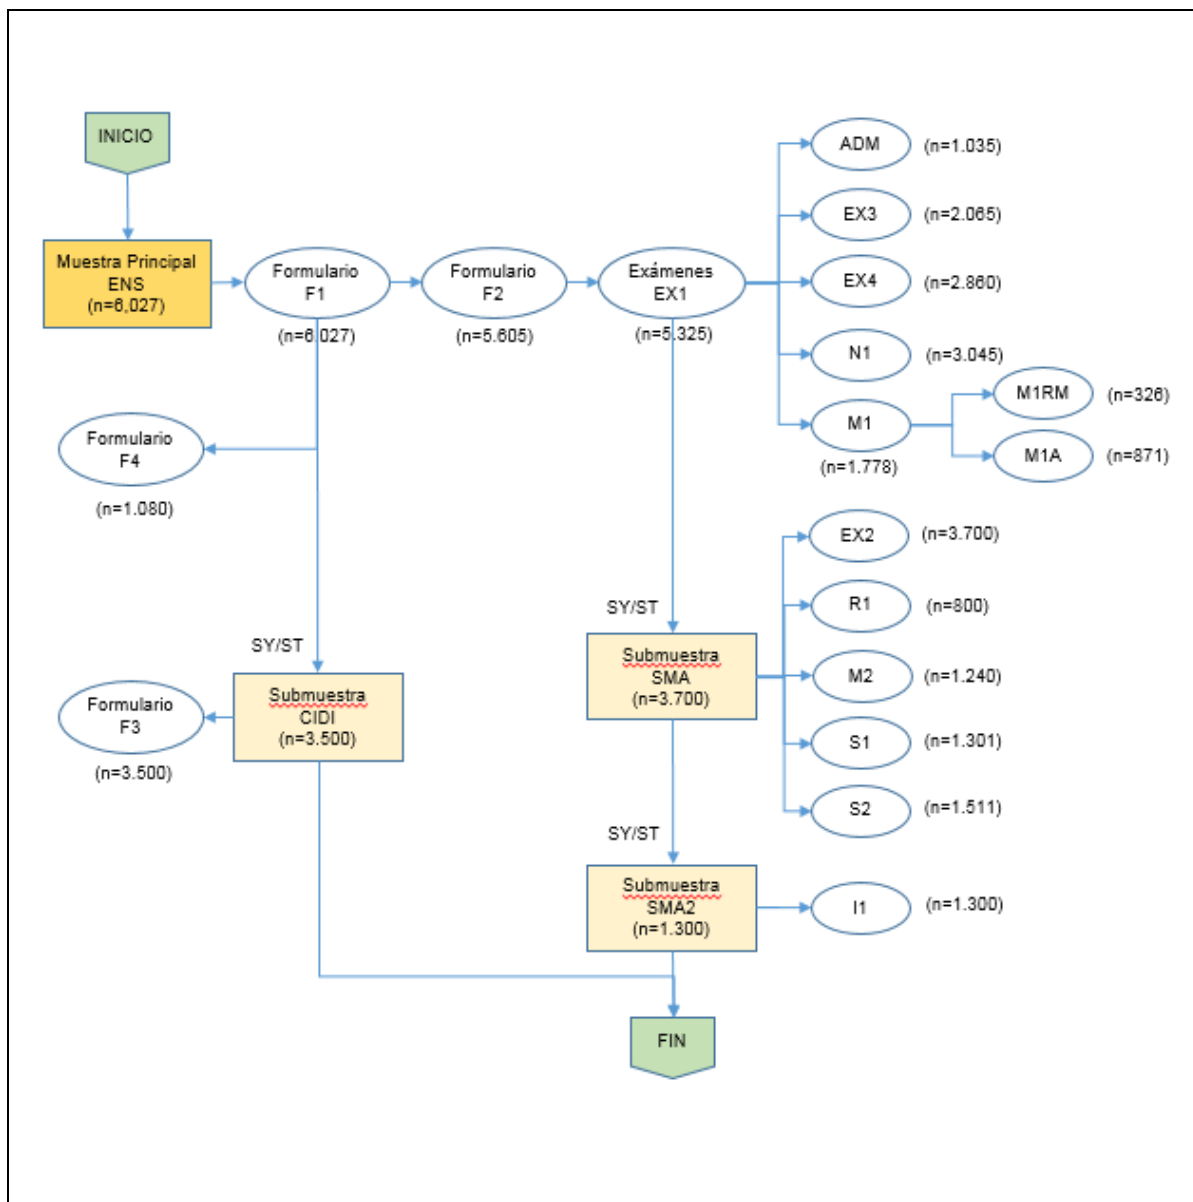 INICIO
Muestra Principal
ENS
(n=6,027)
Formulario
F1
(n=6.027)
Formulario
F2
(n=5.605)
Exámenes
EX1
(n=5.325)
ADM
(n=1.035)
EX3
(n=2.065)
EX4
(n=2.860)
N1
(n=3.045)
M1
(n=1.778)
M1RM
(n=326)
M1A
(n=871)
Formulario
F4
(n=1.080)
SY/ST
Submuestra
CIDI
(n=3.500)
Formulario
F3
(n=3.500)
SY/ST
Submuestra
SMA
(n=3.700)
EX2
(n=3.700)
R1
(n=800)
M2
(n=1.240)
S1
(n=1.301)
S2
(n=1.511)
SY/ST
Submuestra
SMA2
(n=1.300)
I1
(n=1.300)
FIN